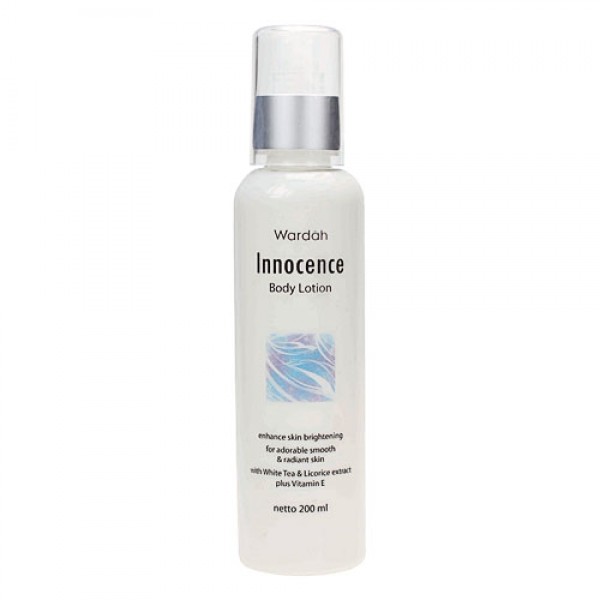 Wardah
Innocence
Body Lotion
enhance skin brightening
for adorable smooth
& radiant skin
with White Tea & Licorice extract
plus Vitamin E
netto 200 ml